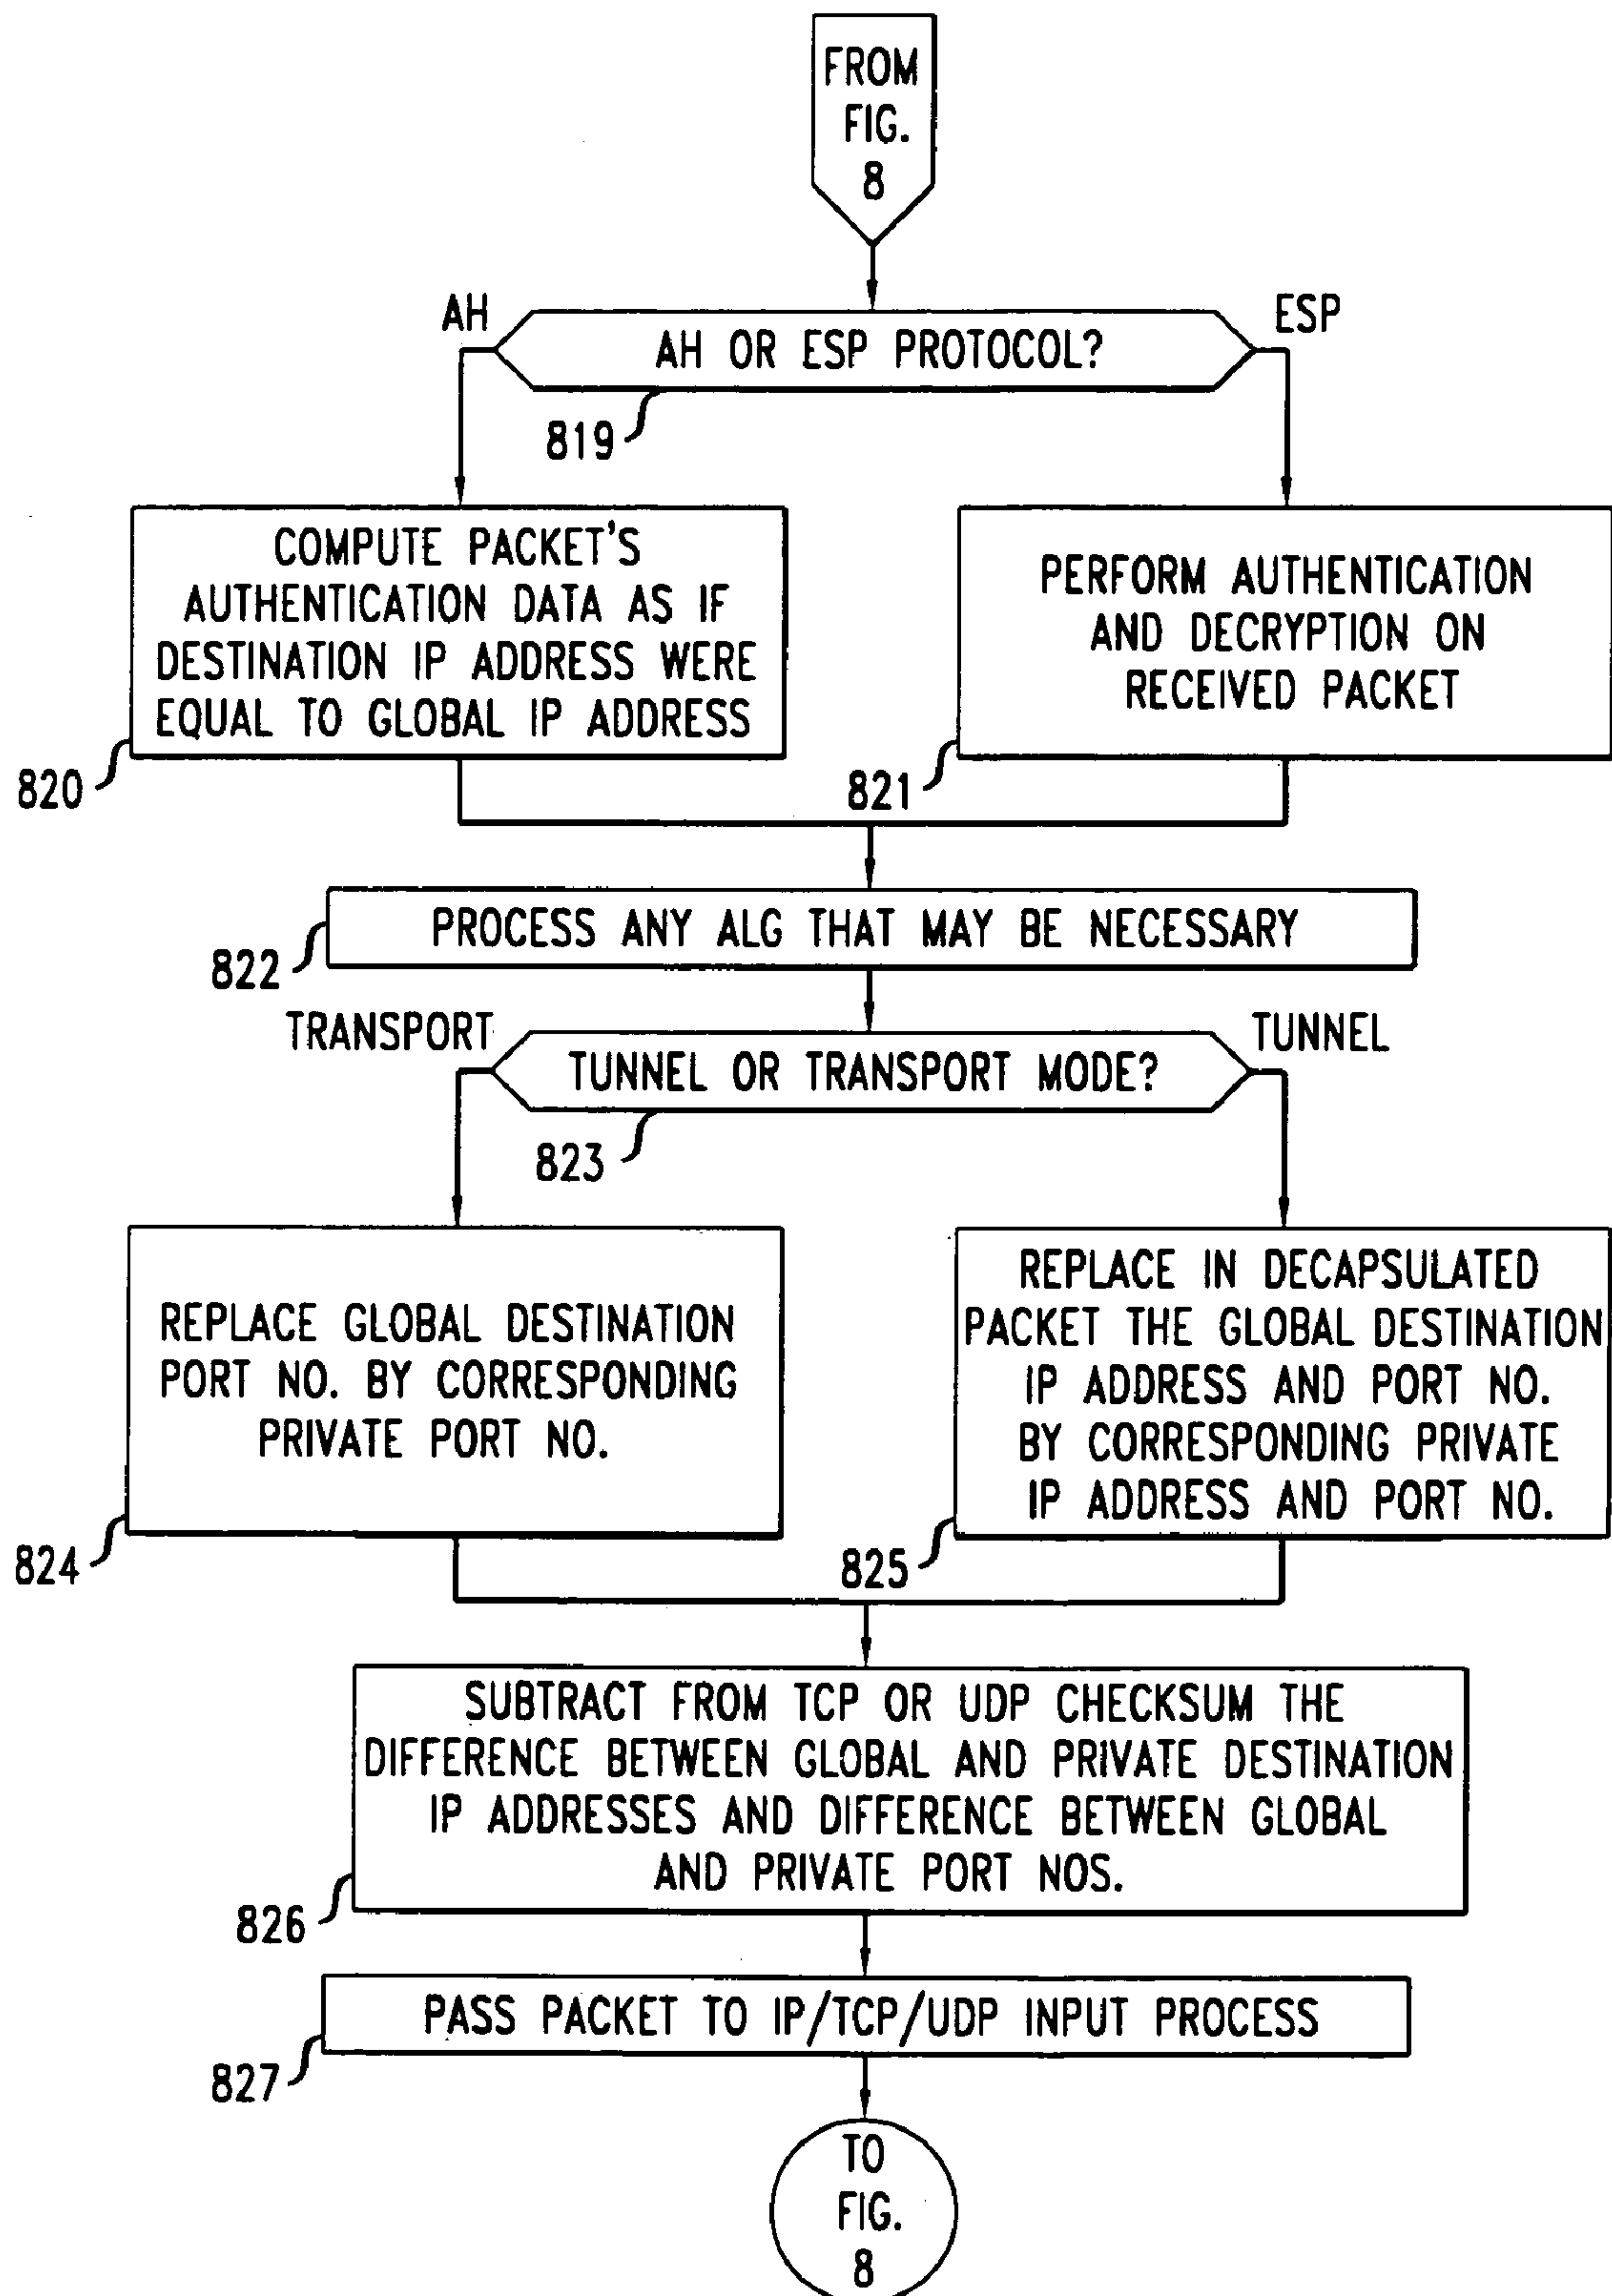 FROM
FIG.
8
AH
ESP
AH OR ESP PROTOCOL?
819
COMPUTE PACKET'S
AUTHENTICATION DATA AS IF
DESTINATION IP ADDRESS WERE
EQUAL TO GLOBAL IP ADDRESS
820
PERFORM AUTHENTICATION
AND DECRYPTION ON
RECEIVED PACKET
821
PROCESS ANY ALG THAT MAY BE NECESSARY
822
TRANSPORT
TUNNEL
TUNNEL OR TRANSPORT MODE?
823
REPLACE GLOBAL DESTINATION
PORT NO. BY CORRESPONDING
PRIVATE PORT NO.
824
REPLACE IN DECAPSULATED
PACKET THE GLOBAL DESTINATION
IP ADDRESS AND PORT NO.
BY CORRESPONDING PRIVATE
IP ADDRESS AND PORT NO.
825
SUBTRACT FROM TCP OR UDP CHECKSUM THE
DIFFERENCE BETWEEN GLOBAL AND PRIVATE DESTINATION
IP ADDRESSES AND DIFFERENCE BETWEEN GLOBAL
AND PRIVATE PORT NOS.
826
PASS PACKET TO IP/TCP/UDP INPUT PROCESS
827
TO
FIG.
8